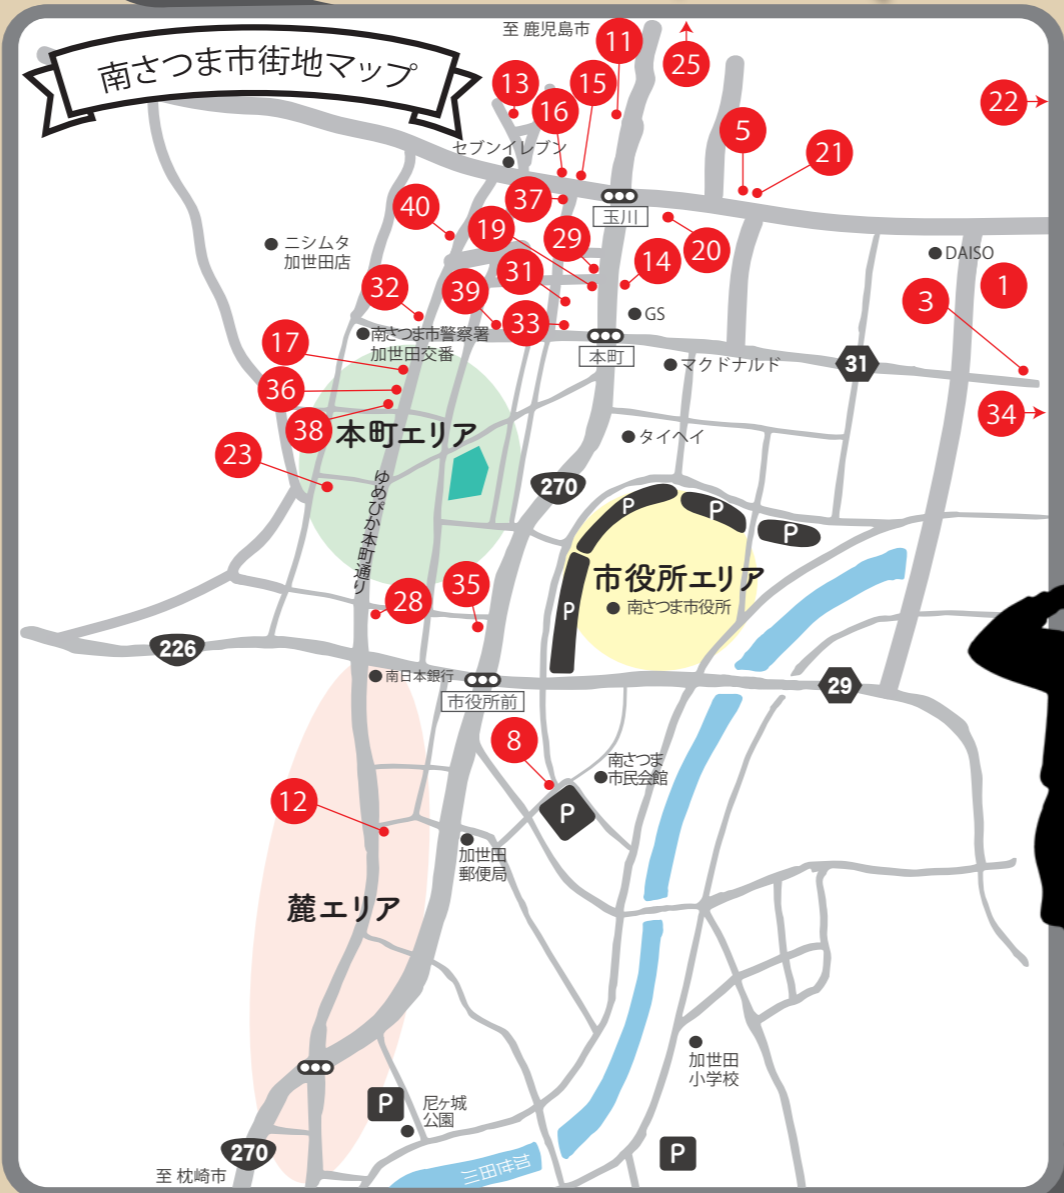 南さつま市街地マップ
至 鹿児島市
11
25
13
15
16
22
5
21
セブンイレブン
37
玉川
40
19
29
20
14
ニシムタ
加世田店
DAISO
1
31
32
39
33
3
GS
南さつま市警察署
加世田交番
本町
17
マクドナルド
31
36
38
34
本町エリア
タイヘイ
23
ゆめぴか本町通り
270
P
P
P
市役所エリア
P
南さつま市役所
28
35
226
南日本銀行
市役所前
29
8
南さつま
市民会館
12
P
加世田
郵便局
麓エリア
加世田
小学校
P
尼ヶ城
公園
270
P
至 枕崎市
加世田川